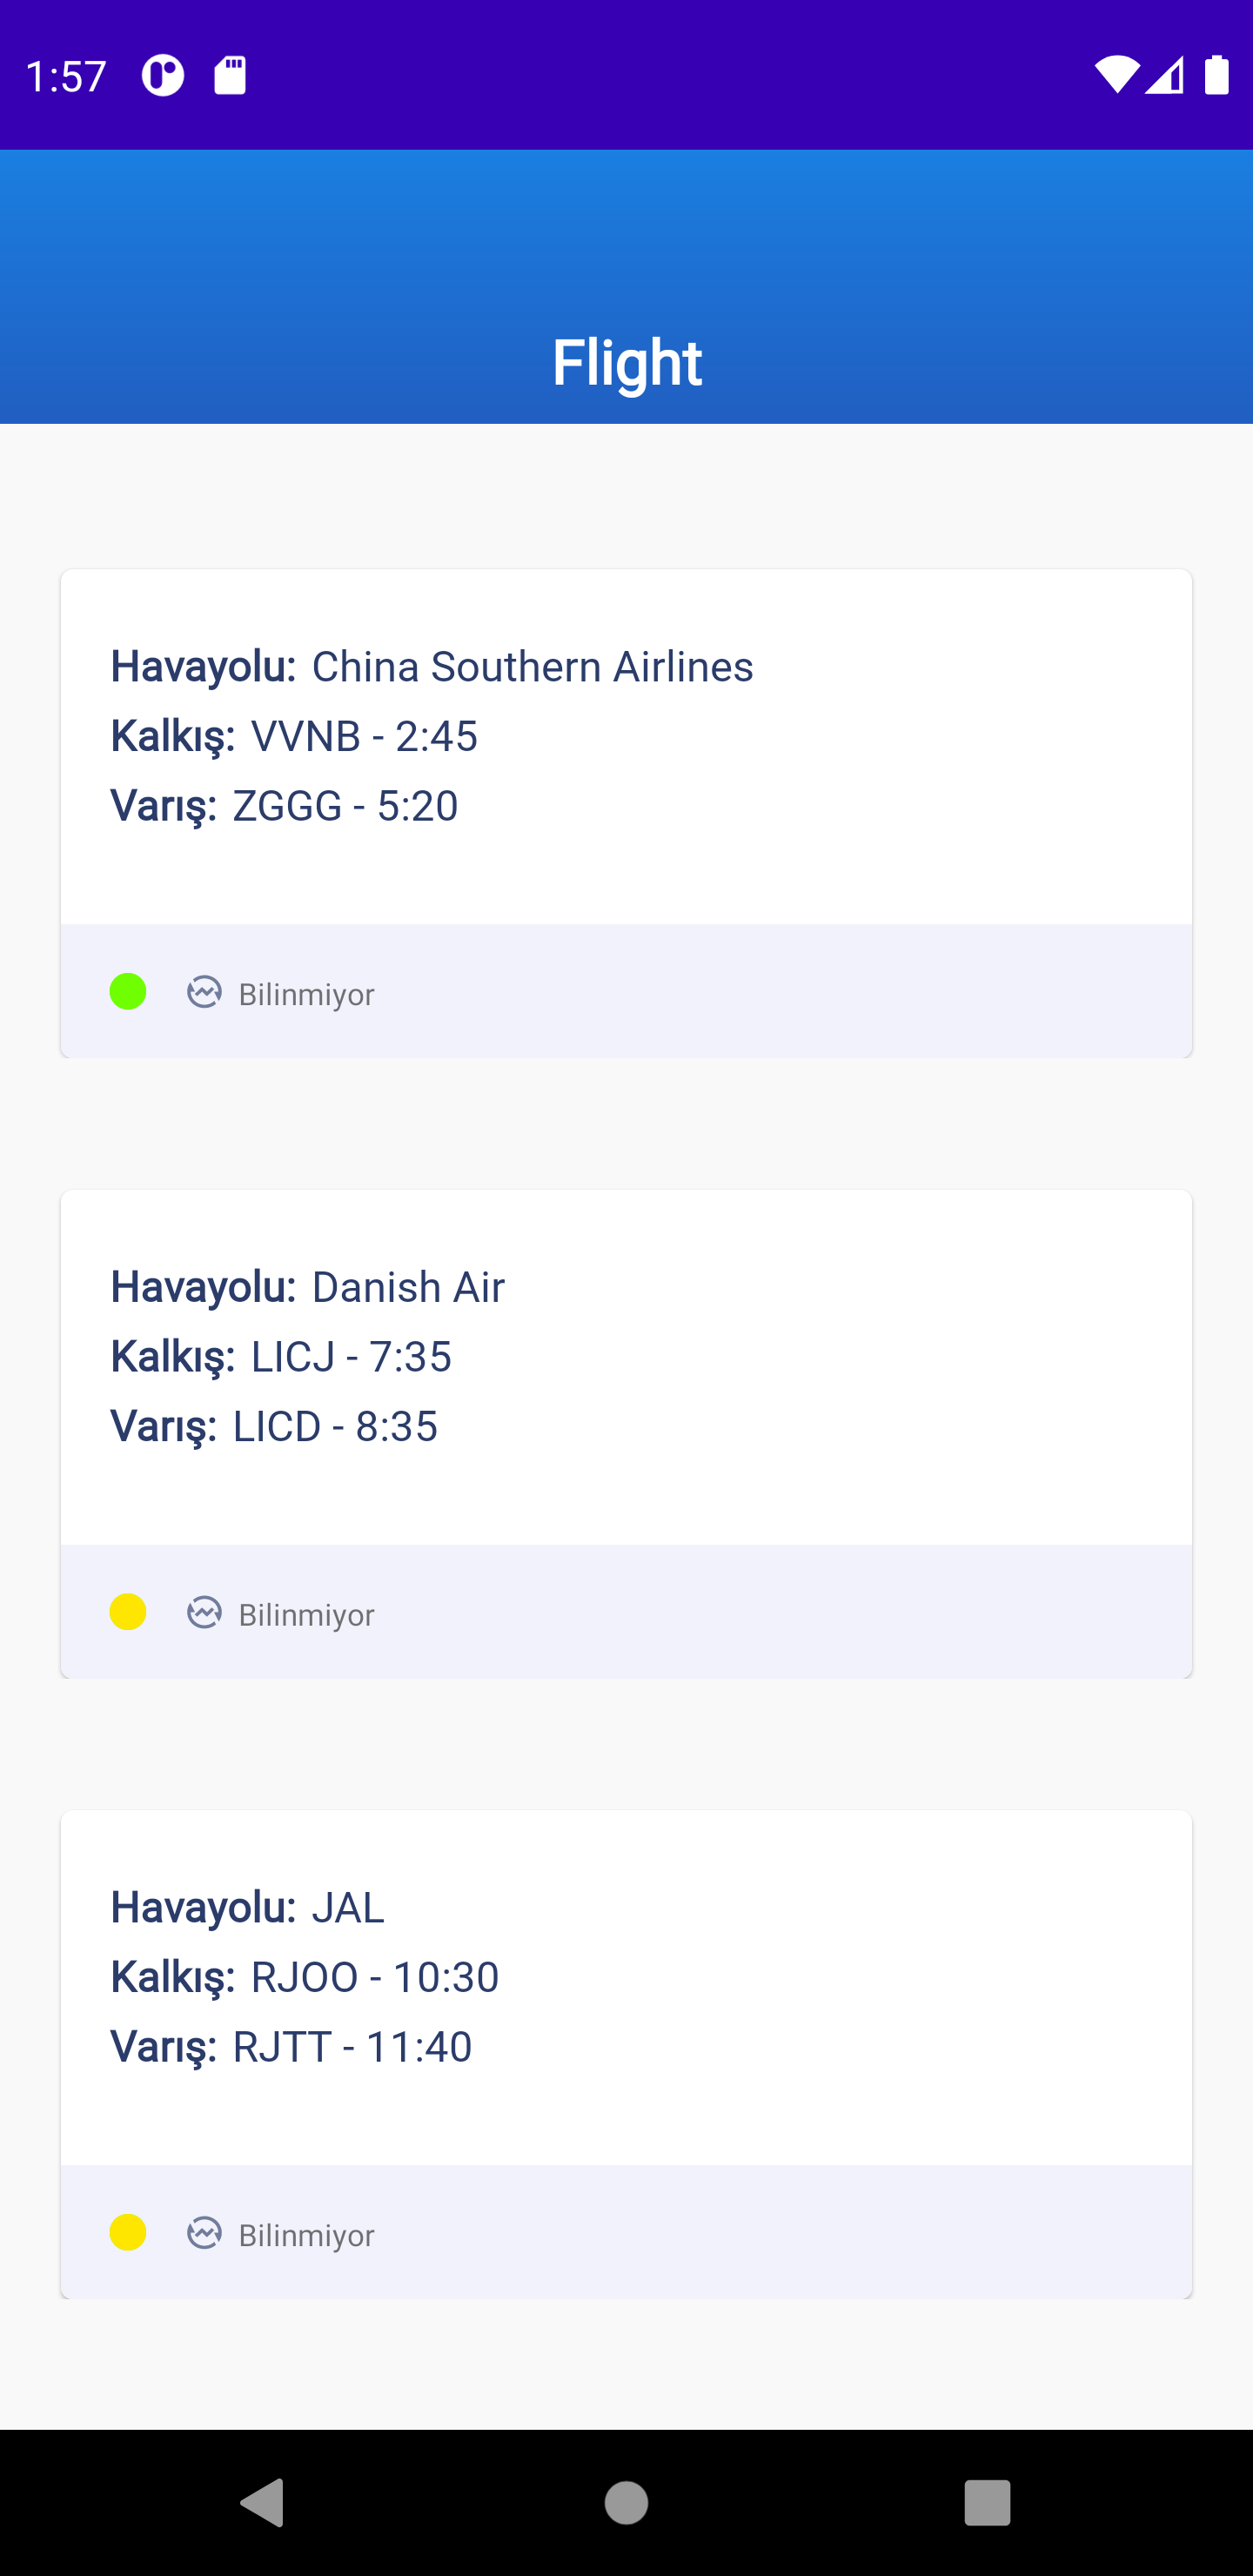 1:57
Flight
Havayolu: China Southern Airlines
Kalkış: VVNB - 2:45
Varış: ZGGG - 5:20
Bilinmiyor
Havayolu: Danish Air
Kalkış: LICJ - 7:35
Varış: LICD - 8:35
Bilinmiyor
Havayolu: JAL
Kalkış: RJOO - 10:30
Varış: RJTT - 11:40
Bilinmiyor